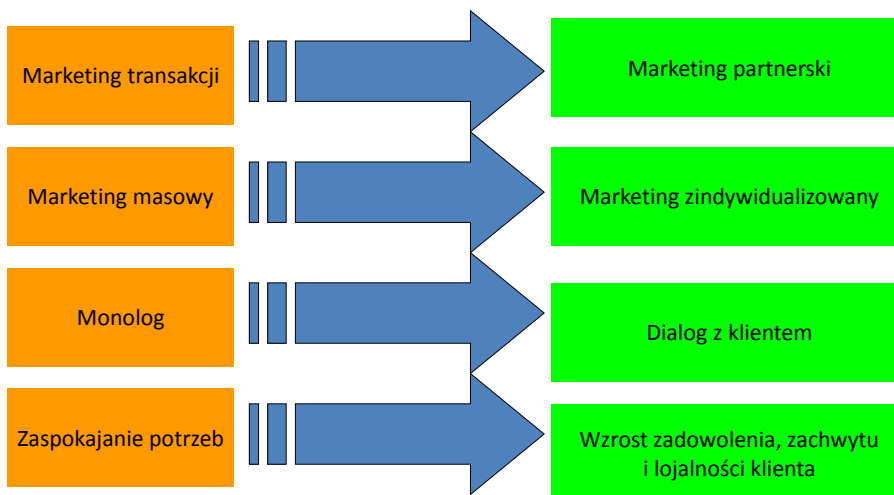 Marketing transakcji
Marketing partnerski
Marketing masowy
Marketing zindywidualizowany
Monolog
Dialog z klientem
Zaspokajanie potrzeb
Wzrost zadowolenia, zachwytu
i lojalności klienta